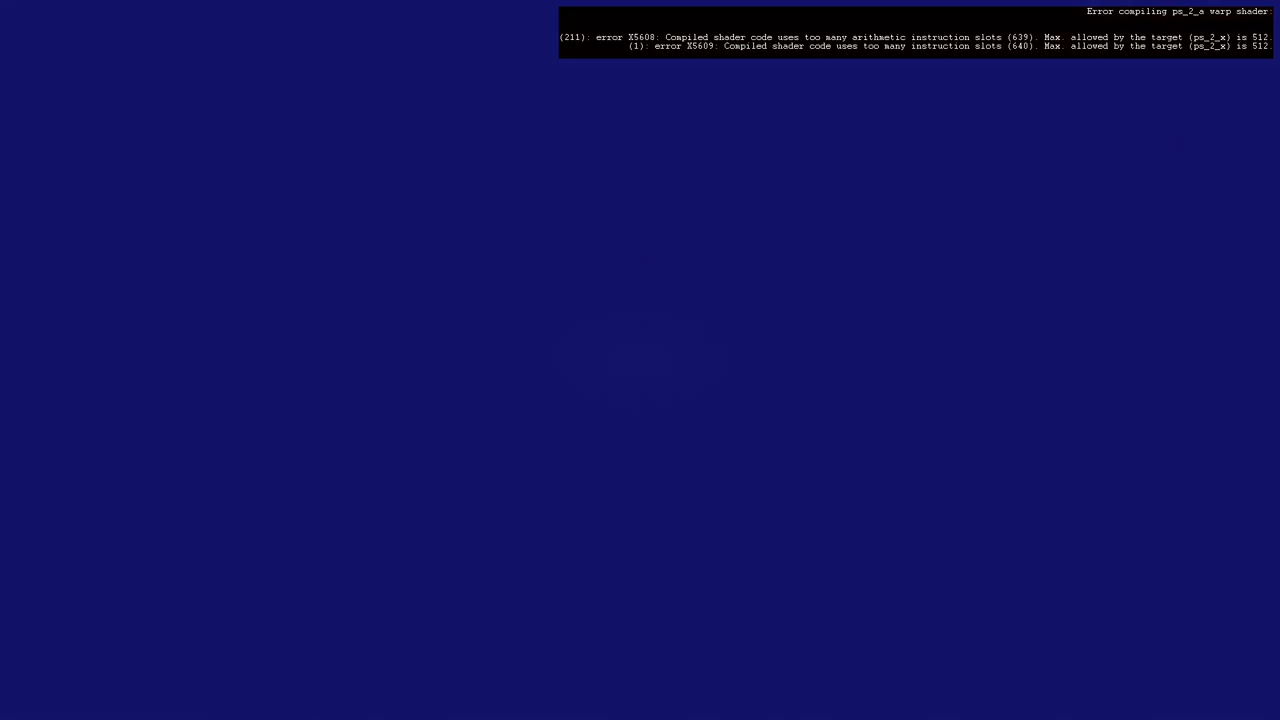 Error compiling ps_2_a warp shader:
(211): error X5608: Compiled shader code uses too many arithmetic instruction slots (639). Max. allowed by the target (ps_2_x) is 512.
(1): error X5609: Compiled shader code uses too many instruction slots (640). Max. allowed by the target (ps_2_x) is 512.